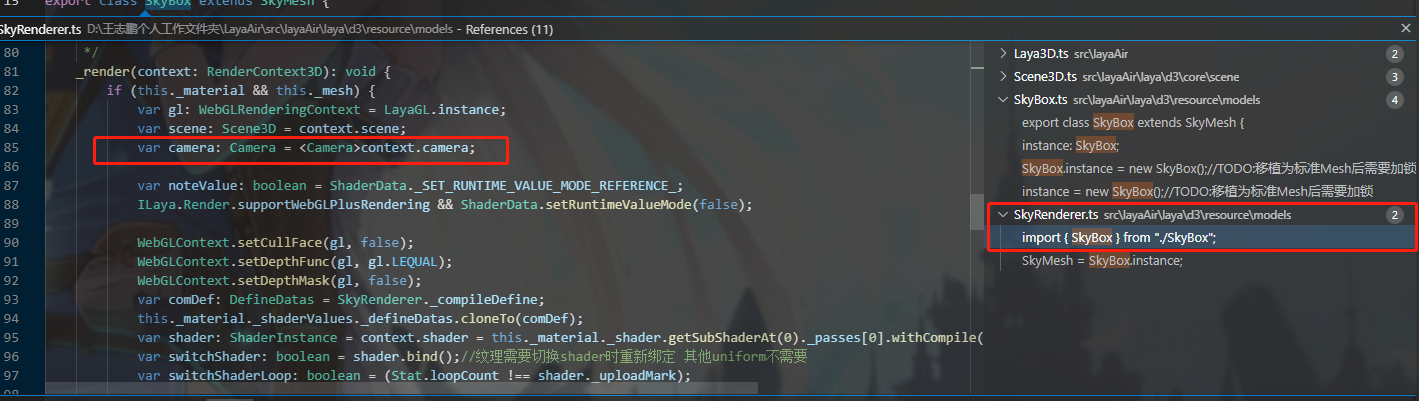 15 export class SkyBox extends SkyMesh {
SkyRenderer.ts D:\王志鹏个人工作文件夹\LayaAir\src\layaAir\laya\d3\resource\models - References (11)
80 */
81 _render(context: RenderContext3D): void {
82 if (this._material && this._mesh) {
83 var gl: WebGLRenderingContext = LayaGL.instance;
84 var scene: Scene3D = context.scene;
85 var camera: Camera = <Camera>context.camera;
86
87 var noteValue: boolean = ShaderData._SET_RUNTIME_VALUE_MODE_REFERENCE_;
88 ILaya.Render.supportWebGLPlusRendering && ShaderData.setRuntimeValueMode(false);
89
90 WebGLContext.setCullFace(gl, false);
91 WebGLContext.setDepthFunc(gl, gl.LEQUAL);
92 WebGLContext.setDepthMask(gl, false);
93 var comDef: DefineDatas = SkyRenderer._compileDefine;
94 this._material._shaderValues._defineDatas.cloneTo(comDef);
95 var shader: ShaderInstance = context.shader = this._material._shader.getSubShaderAt(0)._passes[0].withCompile(
96 var switchShader: boolean = shader.bind();//纹理需要切换shader时重新绑定 其他uniform不需要
97 var switchShaderLoop: boolean = (Stat.loopCount !== shader._uploadMark);
98
Laya3D.ts src\layaAir 2
Scene3D.ts src\layaAir\laya\d3\core\scene 3
SkyBox.ts src\layaAir\laya\d3\resource\models 4
export class SkyBox extends SkyMesh {
instance: SkyBox;
SkyBox.instance = new SkyBox();//TODO:移植为标准Mesh后需要加锁
instance = new SkyBox();//TODO:移植为标准Mesh后需要加锁
SkyRenderer.ts src\layaAir\laya\d3\resource\models 2
import { SkyBox } from "./SkyBox";
SkyMesh = SkyBox.instance;